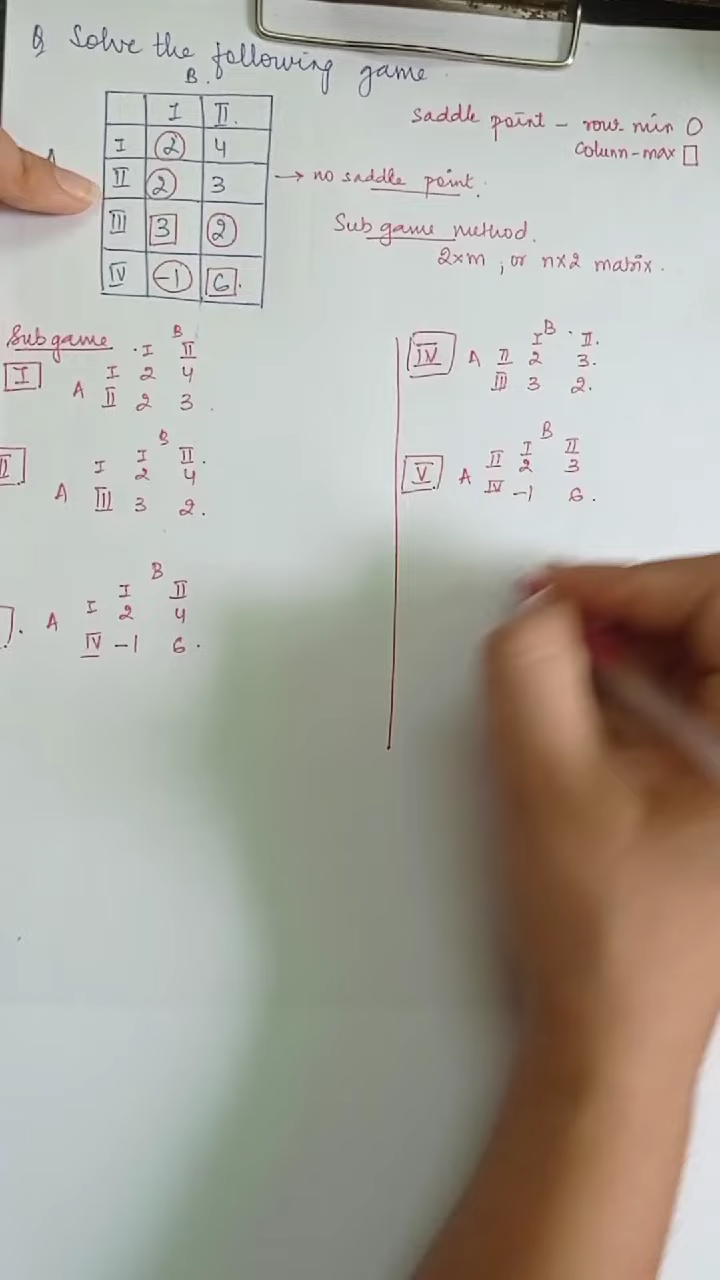 Q Solve the following game.
B.
I II.
A
I 2 4
II 2 3
III 3 2
IV -1 6.
Saddle point - row min O
Column-max □
→ no saddle point.
Sub game method.
2×m, or n×2 matrix.
Subgame
I
B
I II
A I 2 4
II 2 3.
II
B
I II.
I 2 4
A III 3 2.
B
I II
A I 2 4
IV -1 6.
IV
B
I II.
A II 2 3.
III 3 2.
V
B
I II
A II 2 3
IV -1 6.